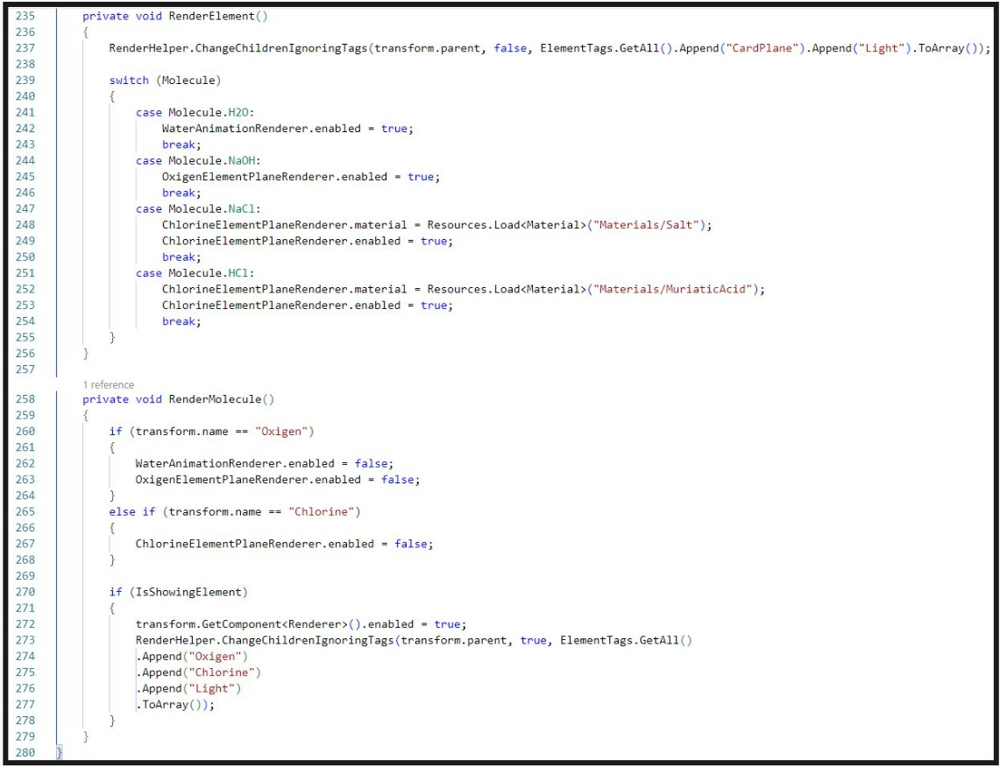 235 private void RenderElement()
236 {
237 RenderHelper.ChangeChildrenIgnoringTags(transform.parent, false, ElementTags.GetAll().Append("CardPlane").Append("Light").ToArray());
238
239 switch (Molecule)
240 {
241 case Molecule.H2O:
242 WaterAnimationRenderer.enabled = true;
243 break;
244 case Molecule.NaOH:
245 OxigenElementPlaneRenderer.enabled = true;
246 break;
247 case Molecule.NaCl:
248 ChlorineElementPlaneRenderer.material = Resources.Load<Material>("Materials/Salt");
249 ChlorineElementPlaneRenderer.enabled = true;
250 break;
251 case Molecule.HCl:
252 ChlorineElementPlaneRenderer.material = Resources.Load<Material>("Materials/MuriaticAcid");
253 ChlorineElementPlaneRenderer.enabled = true;
254 break;
255 }
256 }
257
1 reference
258 private void RenderMolecule()
259 {
260 if (transform.name == "Oxigen")
261 {
262 WaterAnimationRenderer.enabled = false;
263 OxigenElementPlaneRenderer.enabled = false;
264 }
265 else if (transform.name == "Chlorine")
266 {
267 ChlorineElementPlaneRenderer.enabled = false;
268 }
269
270 if (IsShowingElement)
271 {
272 transform.GetComponent<Renderer>().enabled = true;
273 RenderHelper.ChangeChildrenIgnoringTags(transform.parent, true, ElementTags.GetAll()
274 .Append("Oxigen")
275 .Append("Chlorine")
276 .Append("Light")
277 .ToArray());
278 }
279 }
280 }